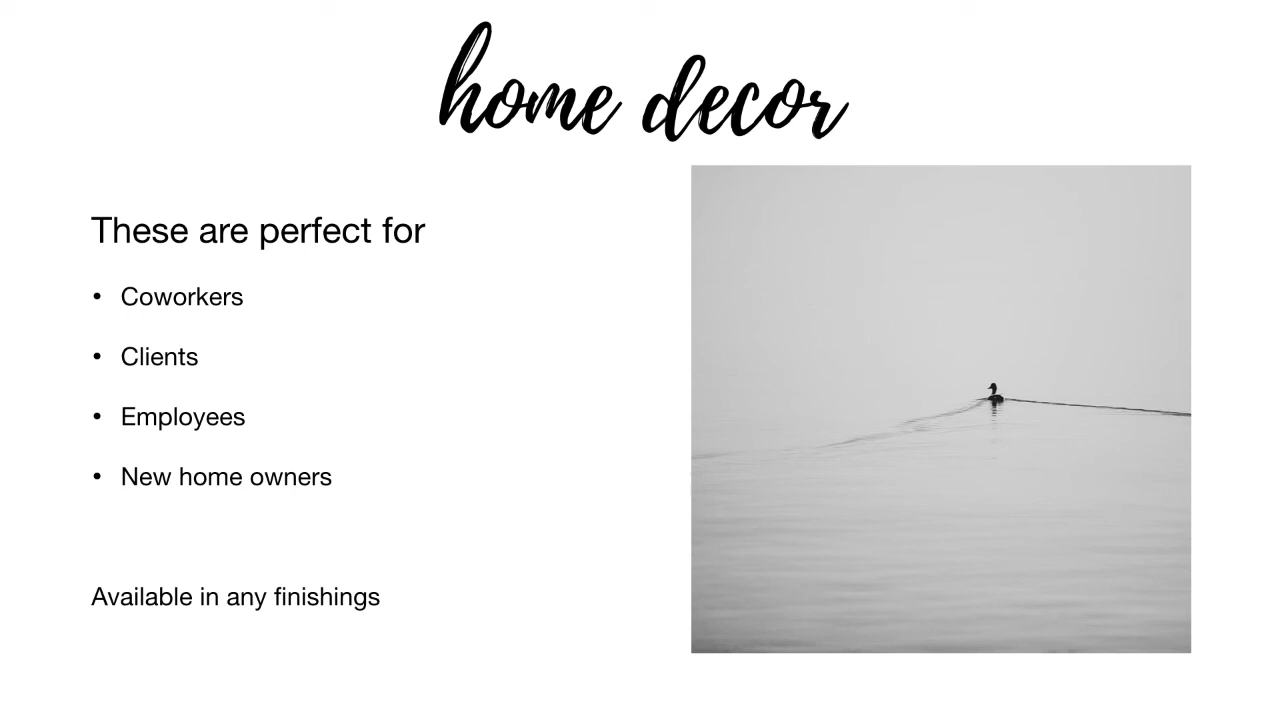 home decor
These are perfect for
• Coworkers
• Clients
• Employees
• New home owners
Available in any finishings